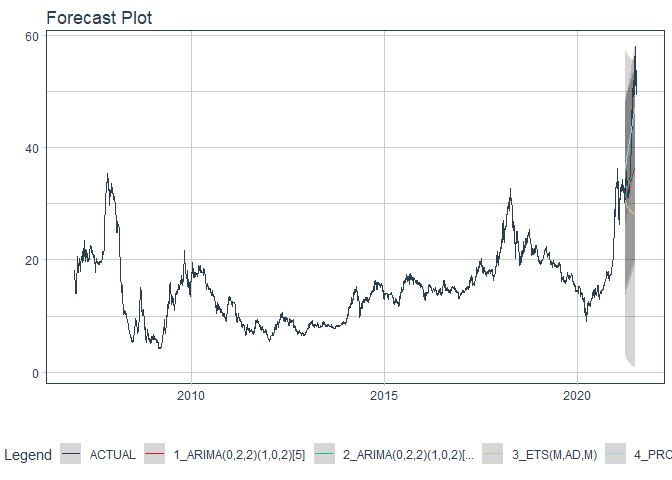 Forecast Plot
60
40
20
0
2010
2015
2020
Legend
ACTUAL
1_ARIMA(0,2,2)(1,0,2)[5]
2_ARIMA(0,2,2)(1,0,2)[...
3_ETS(M,AD,M)
4_PRO